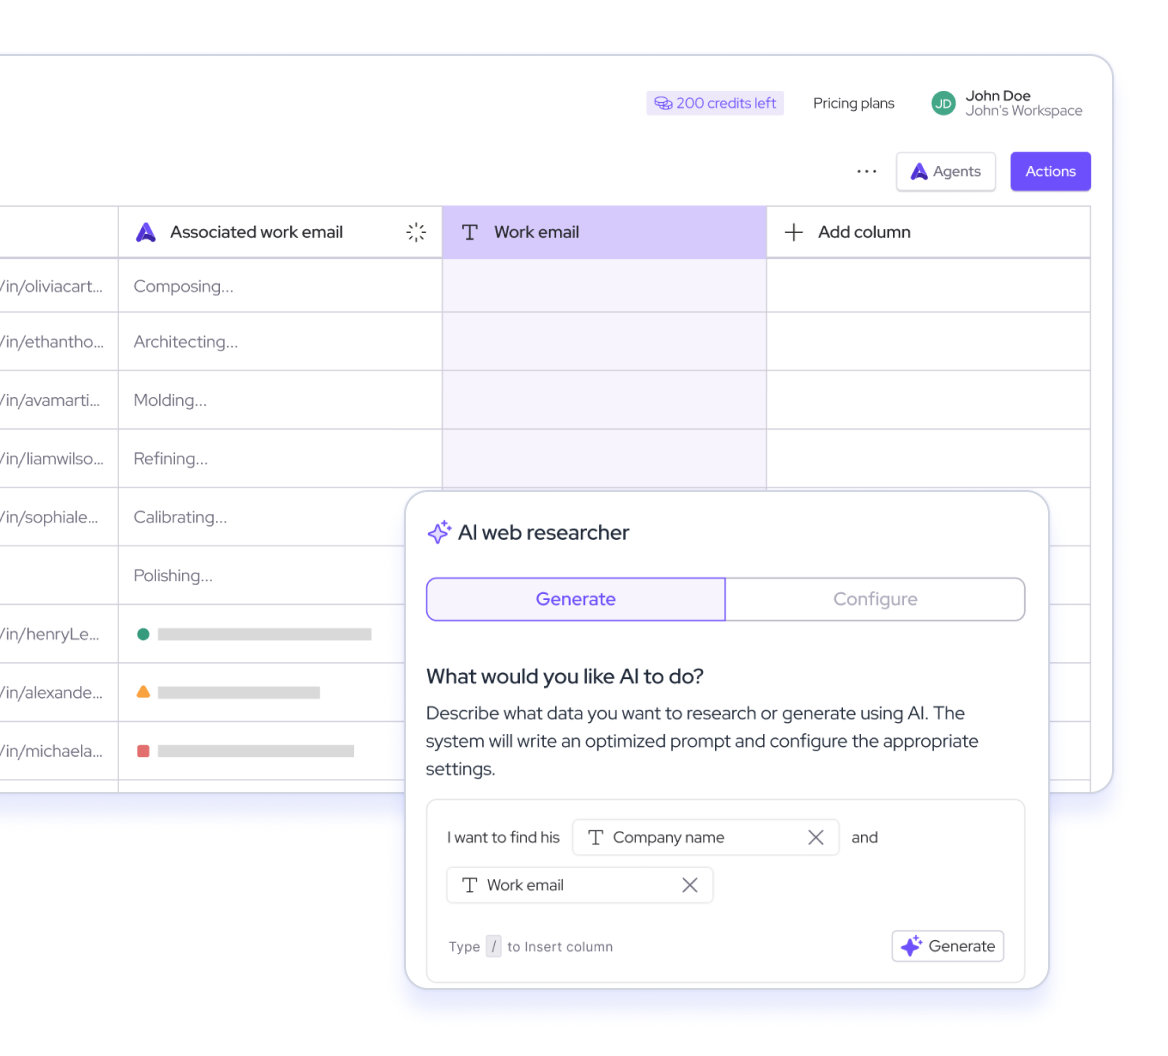 200 credits left
Pricing plans
JD
John Doe
John's Workspace
...
Agents
Actions
Associated work email
Work email
Add column
/in/oliviacart...
Composing...
/in/ethantho...
Architecting...
/in/avamarti...
Molding...
/in/liamwilso...
Refining...
/in/sophiale...
Calibrating...
Polishing...
/in/henryLe...
/in/alexande...
/in/michaela...
AI web researcher
Generate
Configure
What would you like AI to do?
Describe what data you want to research or generate using AI. The
system will write an optimized prompt and configure the appropriate
settings.
I want to find his T Company name and
T Work email
Type / to Insert column
Generate